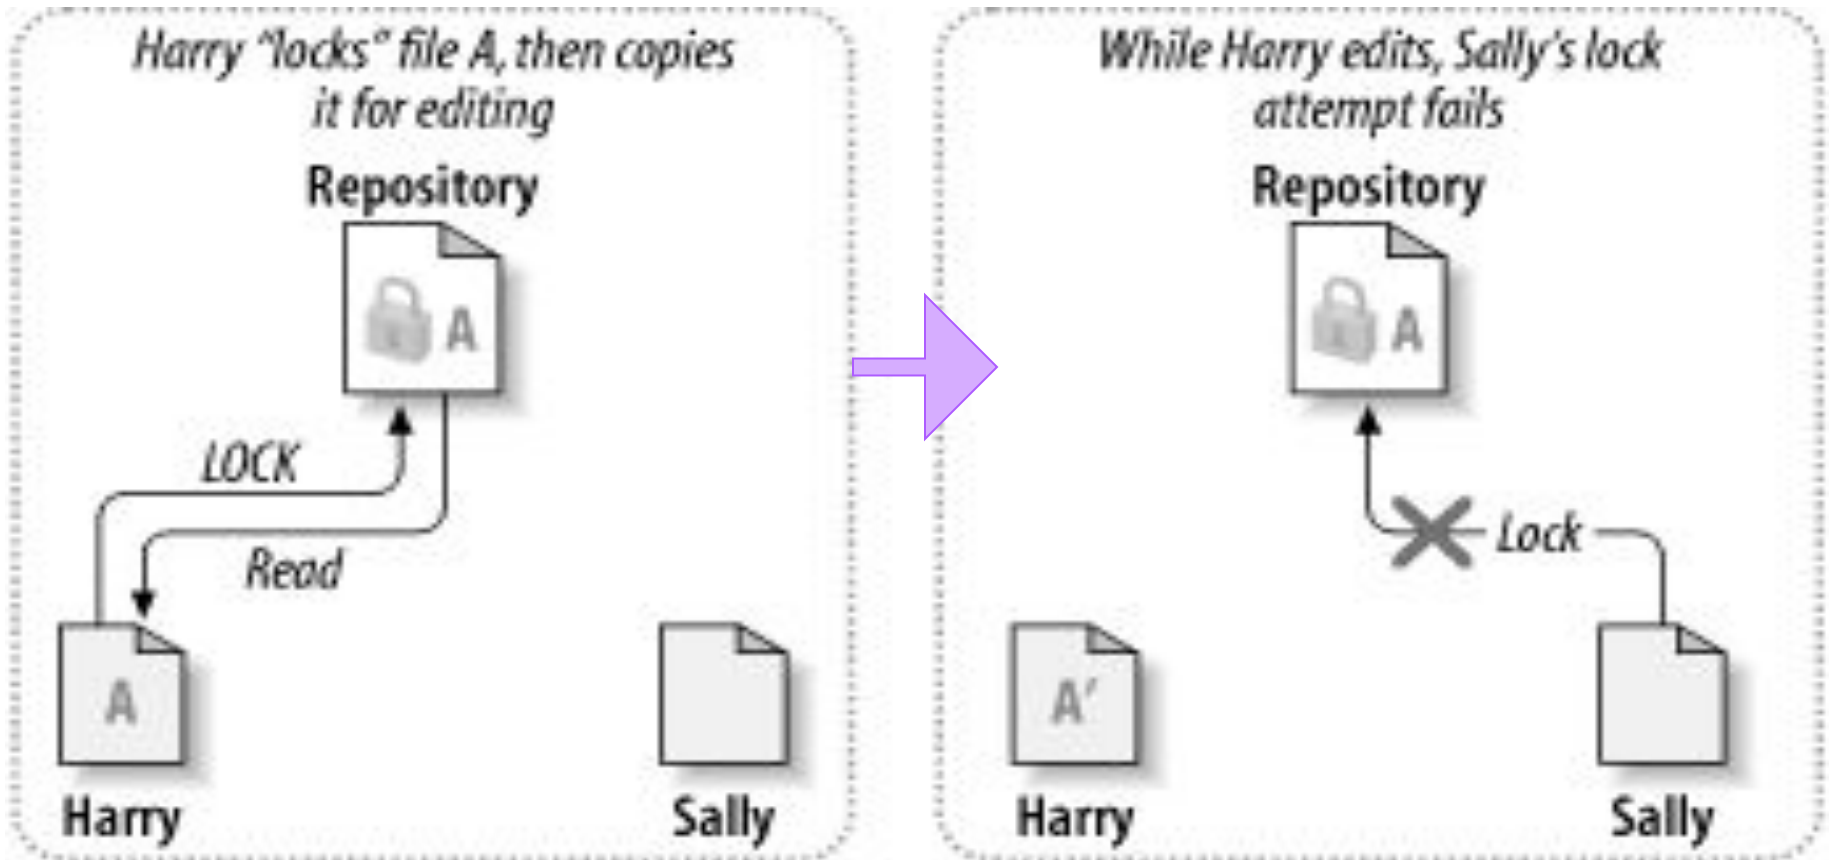 Harry “locks” file A, then copies
it for editing
Repository
A
LOCK
Read
A
Harry
Sally
While Harry edits, Sally’s lock
attempt fails
Repository
A
Lock
A′
Harry
Sally